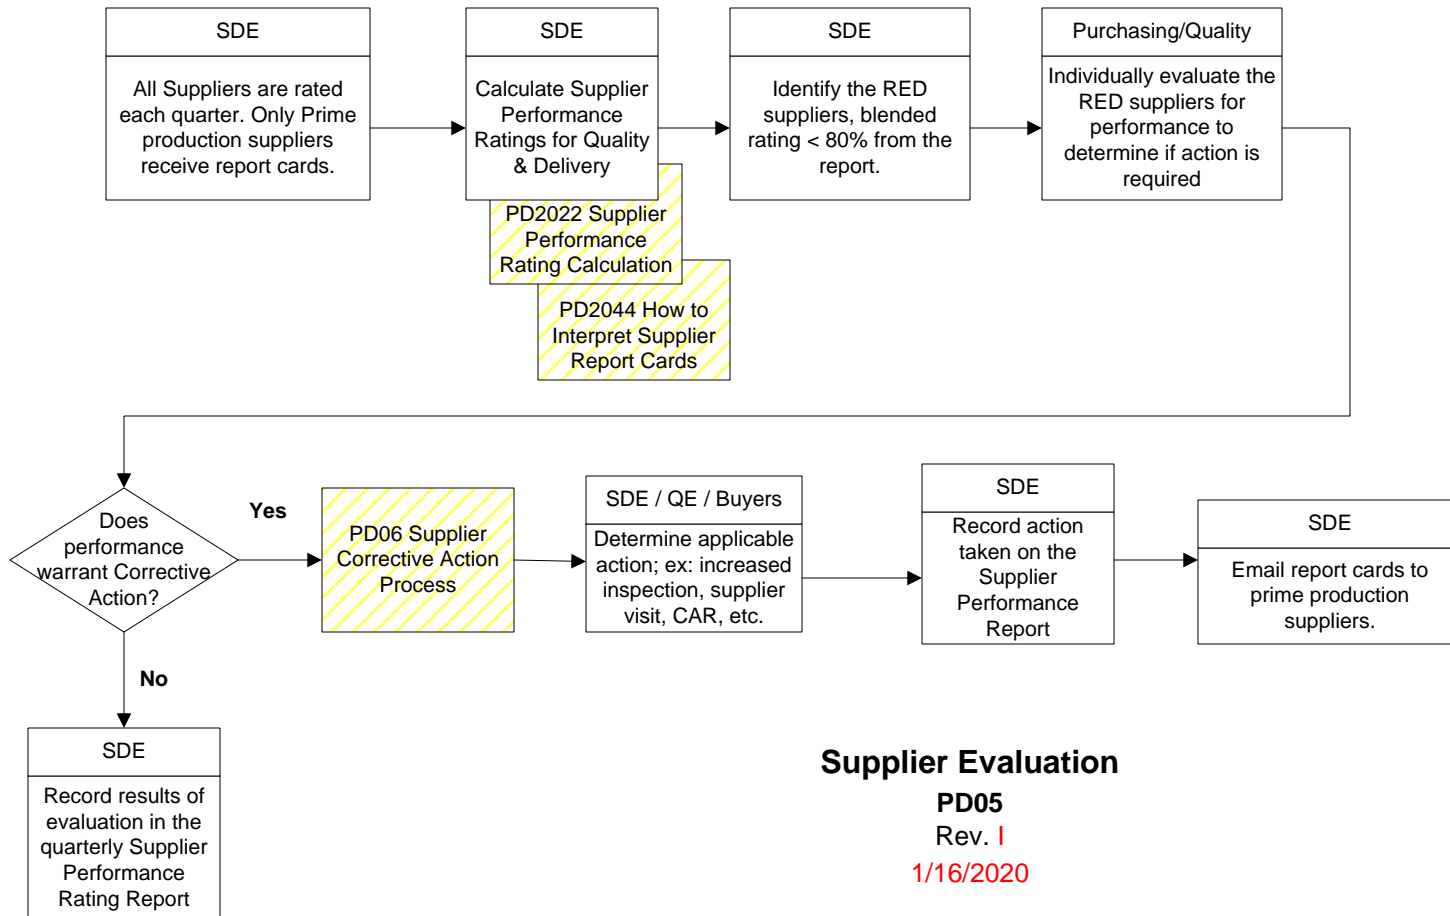 SDE
All Suppliers are rated
each quarter. Only Prime
production suppliers
receive report cards.
SDE
Calculate Supplier
Performance
Ratings for Quality
& Delivery
PD2022 Supplier
Performance
Rating Calculation
PD2044 How to
Interpret Supplier
Report Cards
SDE
Identify the RED
suppliers, blended
rating < 80% from the
report.
Purchasing/Quality
Individually evaluate the
RED suppliers for
performance to
determine if action is
required
Does
performance
warrant Corrective
Action?
Yes
PD06 Supplier
Corrective Action
Process
SDE / QE / Buyers
Determine applicable
action; ex: increased
inspection, supplier
visit, CAR, etc.
SDE
Record action
taken on the
Supplier
Performance
Report
SDE
Email report cards to
prime production
suppliers.
No
SDE
Record results of
evaluation in the
quarterly Supplier
Performance
Rating Report
Supplier Evaluation
PD05
Rev. I
1/16/2020